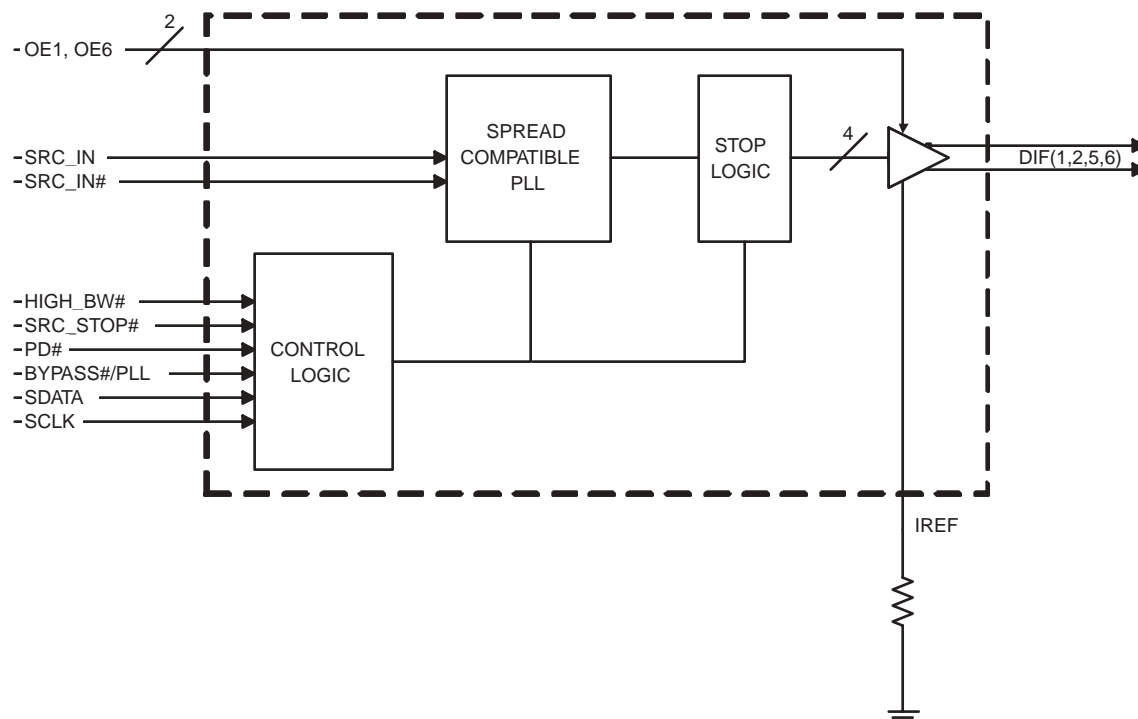 2
OE1, OE6
SPREAD
COMPATIBLE
PLL
STOP
LOGIC
4
DIF(1,2,5,6)
SRC_IN
SRC_IN#
HIGH_BW#
SRC_STOP#
PD#
BYPASS#/PLL
SDATA
SCLK
CONTROL
LOGIC
IREF